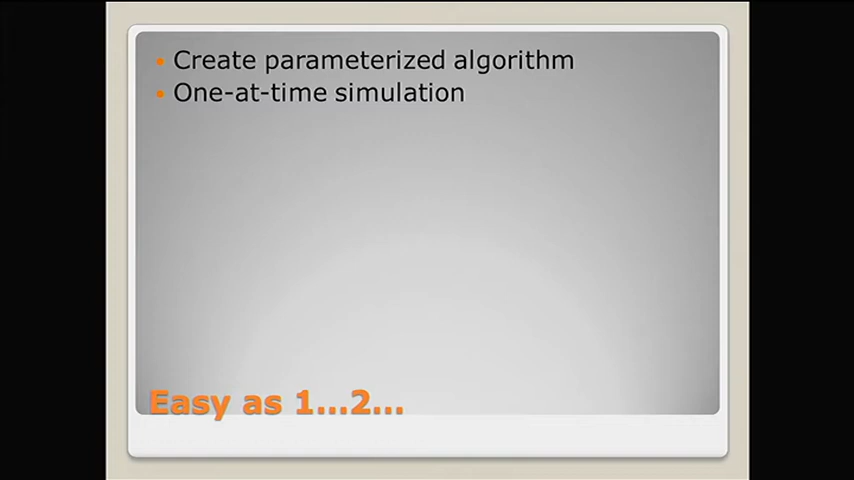 Create parameterized algorithm
One-at-time simulation
Easy as 1...2...